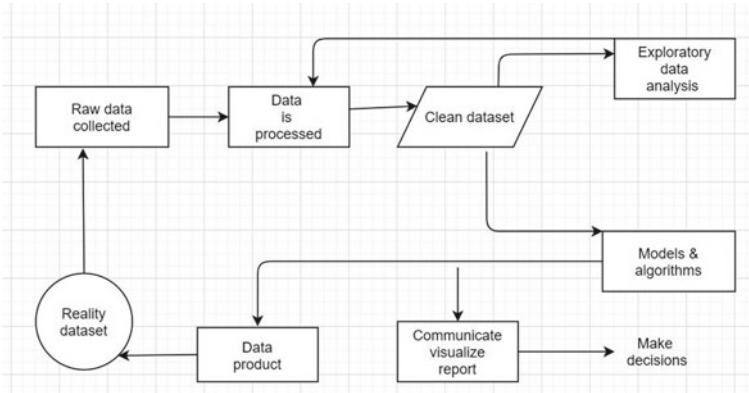 Exploratory
data
analysis
Raw data
collected
Data
is
processed
Clean dataset
Models &
algorithms
Reality
dataset
Data
product
Communicate
visualize
report
Make
decisions